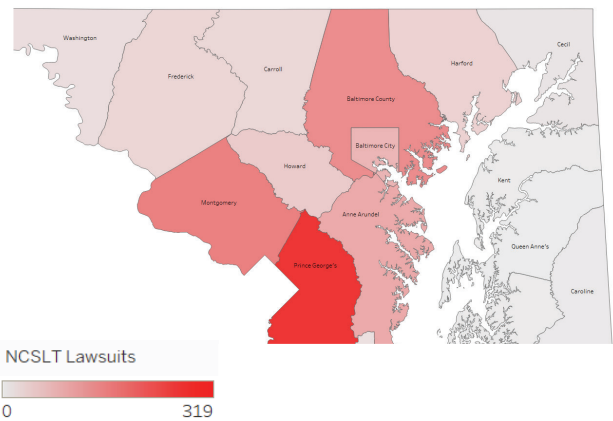 Washington
Frederick
Carroll
Harford
Cecil
Baltimore County
Baltimore City
Howard
Kent
Montgomery
Anne Arundel
Queen Anne's
Prince George's
Caroline
NCSLT Lawsuits
0 319